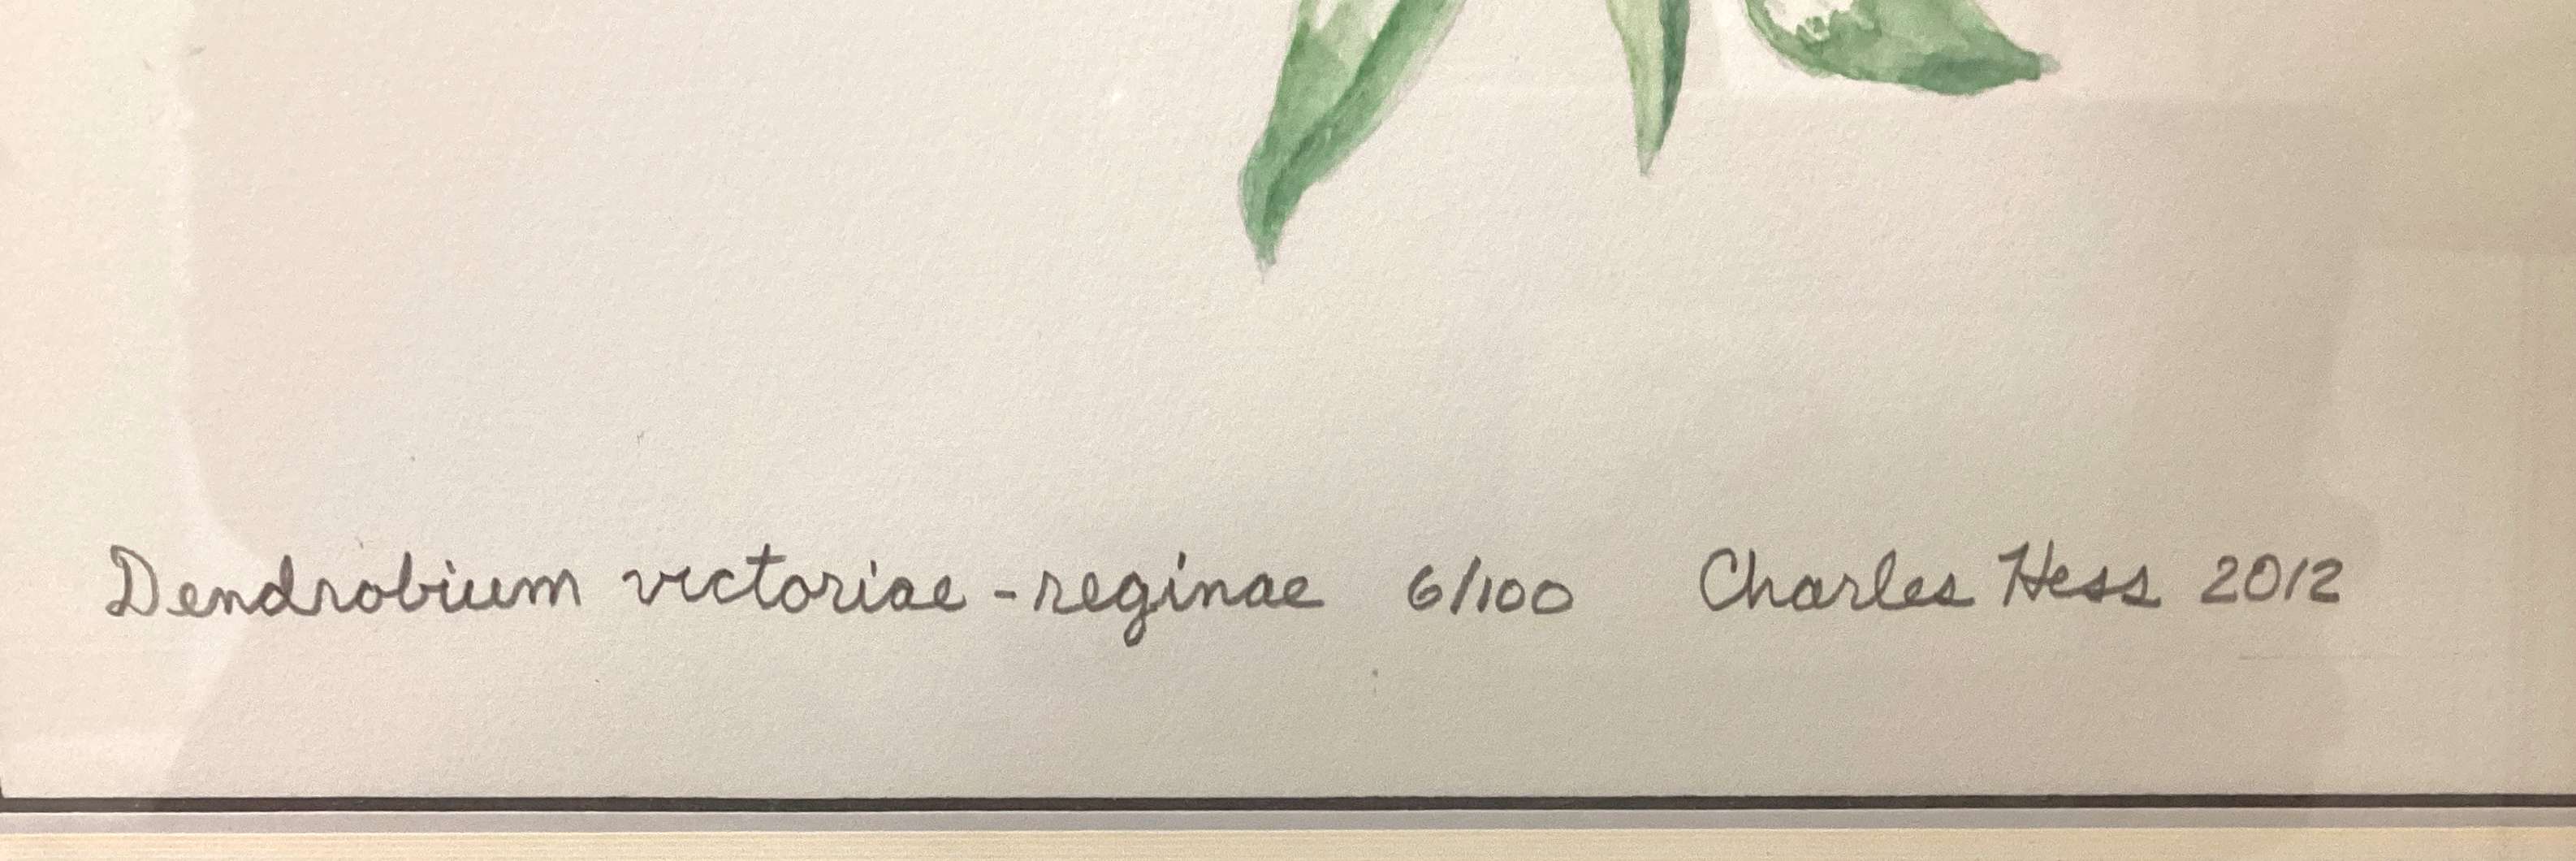 Dendrobium victoriae-reginae 6/100 Charles Hess 2012